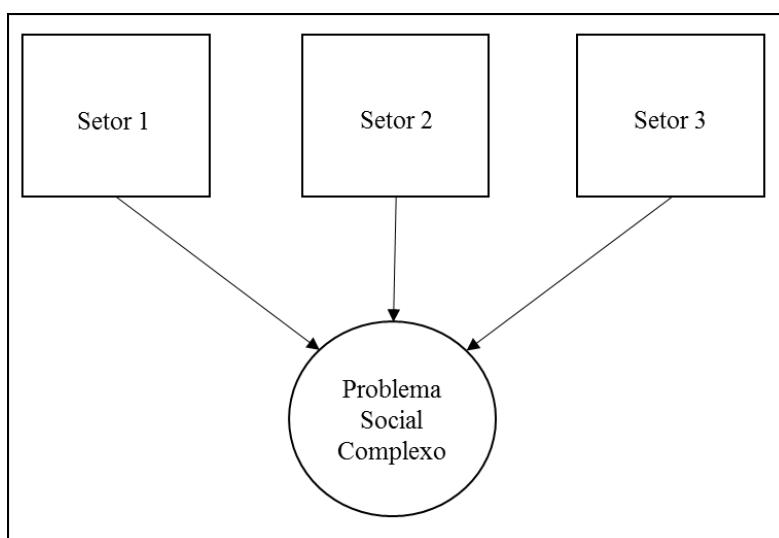 Setor 1
Setor 2
Setor 3
Problema
Social
Complexo